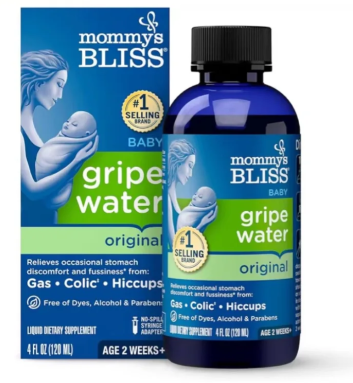 mommy's
BLISS®
#1
SELLING
BRAND
BABY
gripe
water
original
Relieves occasional stomach
discomfort and fussiness* from:
Gas • Colic† • Hiccups
Free of Dyes, Alcohol & Parabens
LIQUID DIETARY SUPPLEMENT
NO-SPILL
SYRINGE
ADAPTER
4 FL OZ (120 ML)
AGE 2 WEEKS+
mommy's
BLISS®
BABY
gripe
water
#1
SELLING
BRAND
original
Relieves occasional stomach
discomfort and fussiness* from:
Gas • Colic† • Hiccups
Free of Dyes, Alcohol & Parabens
LIQUID DIETARY SUPPLEMENT 4 FL OZ (120 ML)
AGE 2 WEEKS+